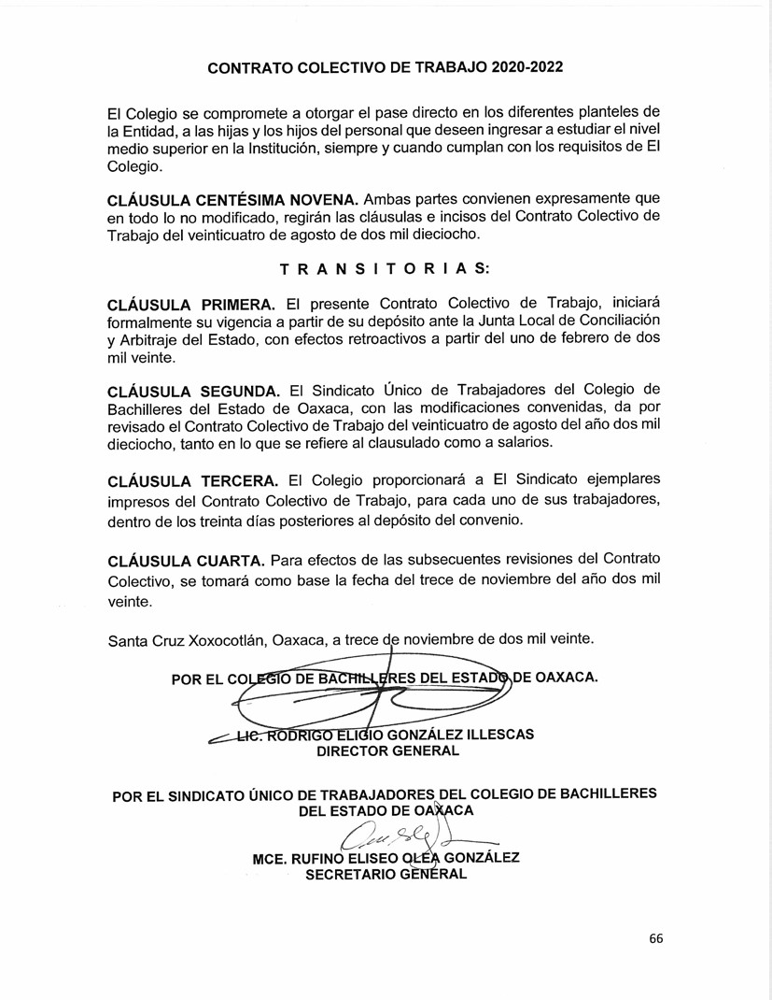 CONTRATO COLECTIVO DE TRABAJO 2020-2022
El Colegio se compromete a otorgar el pase directo en los diferentes planteles de
la Entidad, a las hijas y los hijos del personal que deseen ingresar a estudiar el nivel
medio superior en la Institución, siempre y cuando cumplan con los requisitos de El
Colegio.
CLÁUSULA CENTÉSIMA NOVENA. Ambas partes convienen expresamente que
en todo lo no modificado, regirán las cláusulas e incisos del Contrato Colectivo de
Trabajo del veinticuatro de agosto de dos mil dieciocho.
T R A N S I T O R I A S:
CLÁUSULA PRIMERA. El presente Contrato Colectivo de Trabajo, iniciará
formalmente su vigencia a partir de su depósito ante la Junta Local de Conciliación
y Arbitraje del Estado, con efectos retroactivos a partir del uno de febrero de dos
mil veinte.
CLÁUSULA SEGUNDA. El Sindicato Único de Trabajadores del Colegio de
Bachilleres del Estado de Oaxaca, con las modificaciones convenidas, da por
revisado el Contrato Colectivo de Trabajo del veinticuatro de agosto del año dos mil
dieciocho, tanto en lo que se refiere al clausulado como a salarios.
CLÁUSULA TERCERA. El Colegio proporcionará a El Sindicato ejemplares
impresos del Contrato Colectivo de Trabajo, para cada uno de sus trabajadores,
dentro de los treinta días posteriores al depósito del convenio.
CLÁUSULA CUARTA. Para efectos de las subsecuentes revisiones del Contrato
Colectivo, se tomará como base la fecha del trece de noviembre del año dos mil
veinte.
Santa Cruz Xoxocotlán, Oaxaca, a trece de noviembre de dos mil veinte.
POR EL COLEGIO DE BACHILLERES DEL ESTADO DE OAXACA.
LIC. RODRIGO ELIGIO GONZÁLEZ ILLESCAS
DIRECTOR GENERAL
POR EL SINDICATO ÚNICO DE TRABAJADORES DEL COLEGIO DE BACHILLERES
DEL ESTADO DE OAXACA
MCE. RUFINO ELISEO OLEA GONZÁLEZ
SECRETARIO GENERAL
66